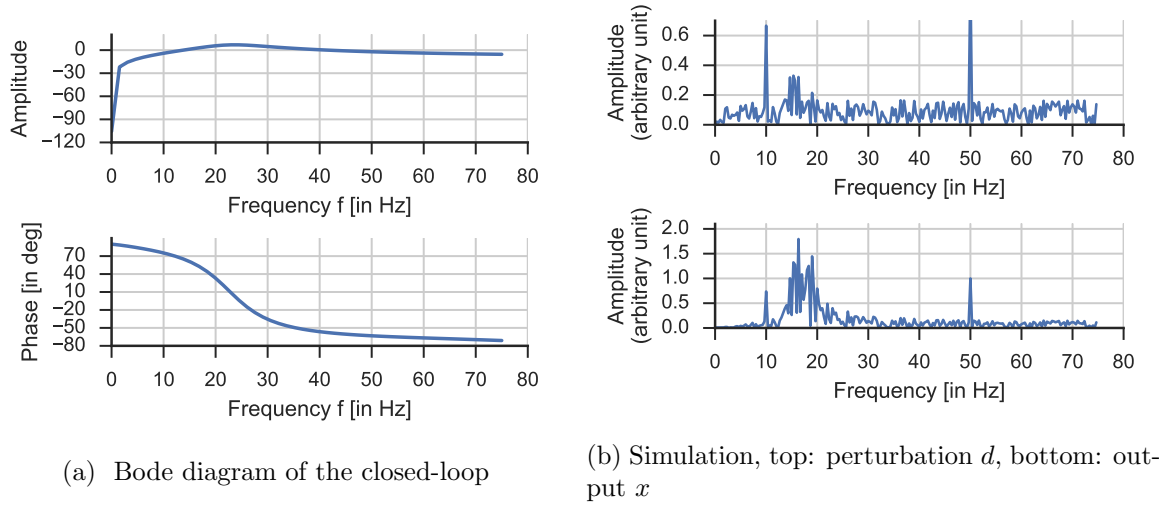 Amplitude
0
−30
−60
−90
−120
0 10 20 30 40 50 60 70 80
Frequency f [in Hz]
Phase [in deg]
70
40
10
−20
−50
−80
0 10 20 30 40 50 60 70 80
Frequency f [in Hz]
(a) Bode diagram of the closed-loop
Amplitude
(arbitrary unit)
0.6
0.4
0.2
0.0
0 10 20 30 40 50 60 70 80
Frequency [in Hz]
Amplitude
(arbitrary unit)
2.0
1.5
1.0
0.5
0.0
0 10 20 30 40 50 60 70 80
Frequency [in Hz]
(b) Simulation, top: perturbation d, bottom: out-
put x